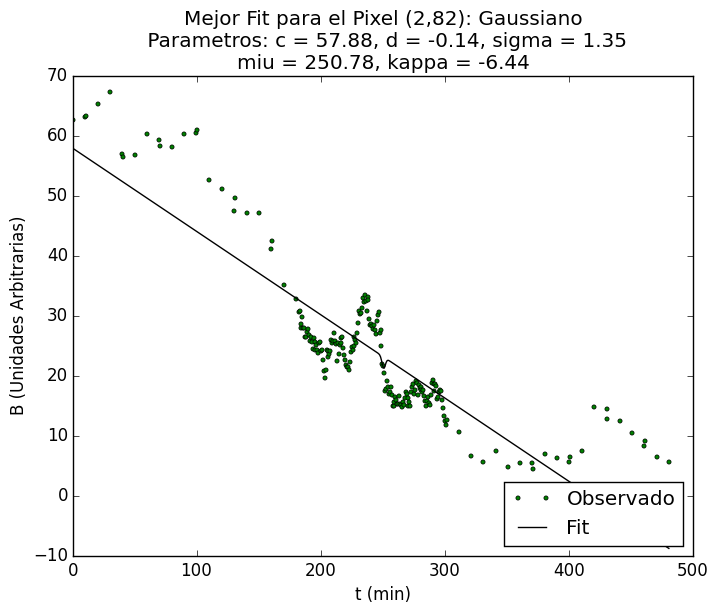 Mejor Fit para el Pixel (2,82): Gaussiano
Parametros: c = 57.88, d = -0.14, sigma = 1.35
miu = 250.78, kappa = -6.44
70
60
50
40
30
20
10
0
−10
B (Unidades Arbitrarias)
Observado
Fit
0 100 200 300 400 500
t (min)